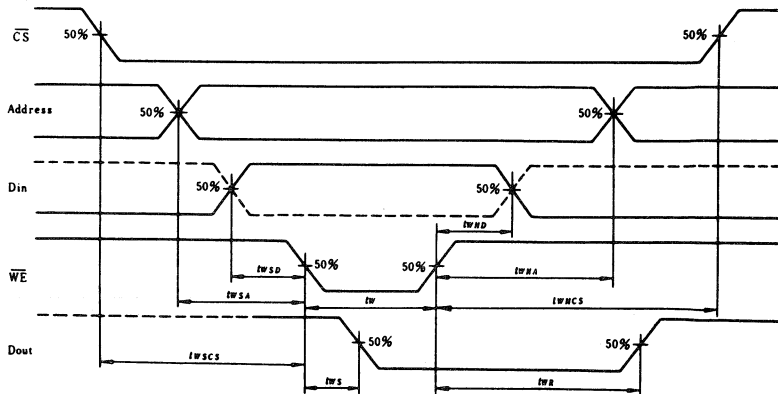 CS 50% 50%
Address 50% 50%
Din 50% 50%
tWHD
WE 50% 50%
tWSD tWHA
tWSA tW tWHCS
Dout 50% 50%
tWSCS
tWS tWR